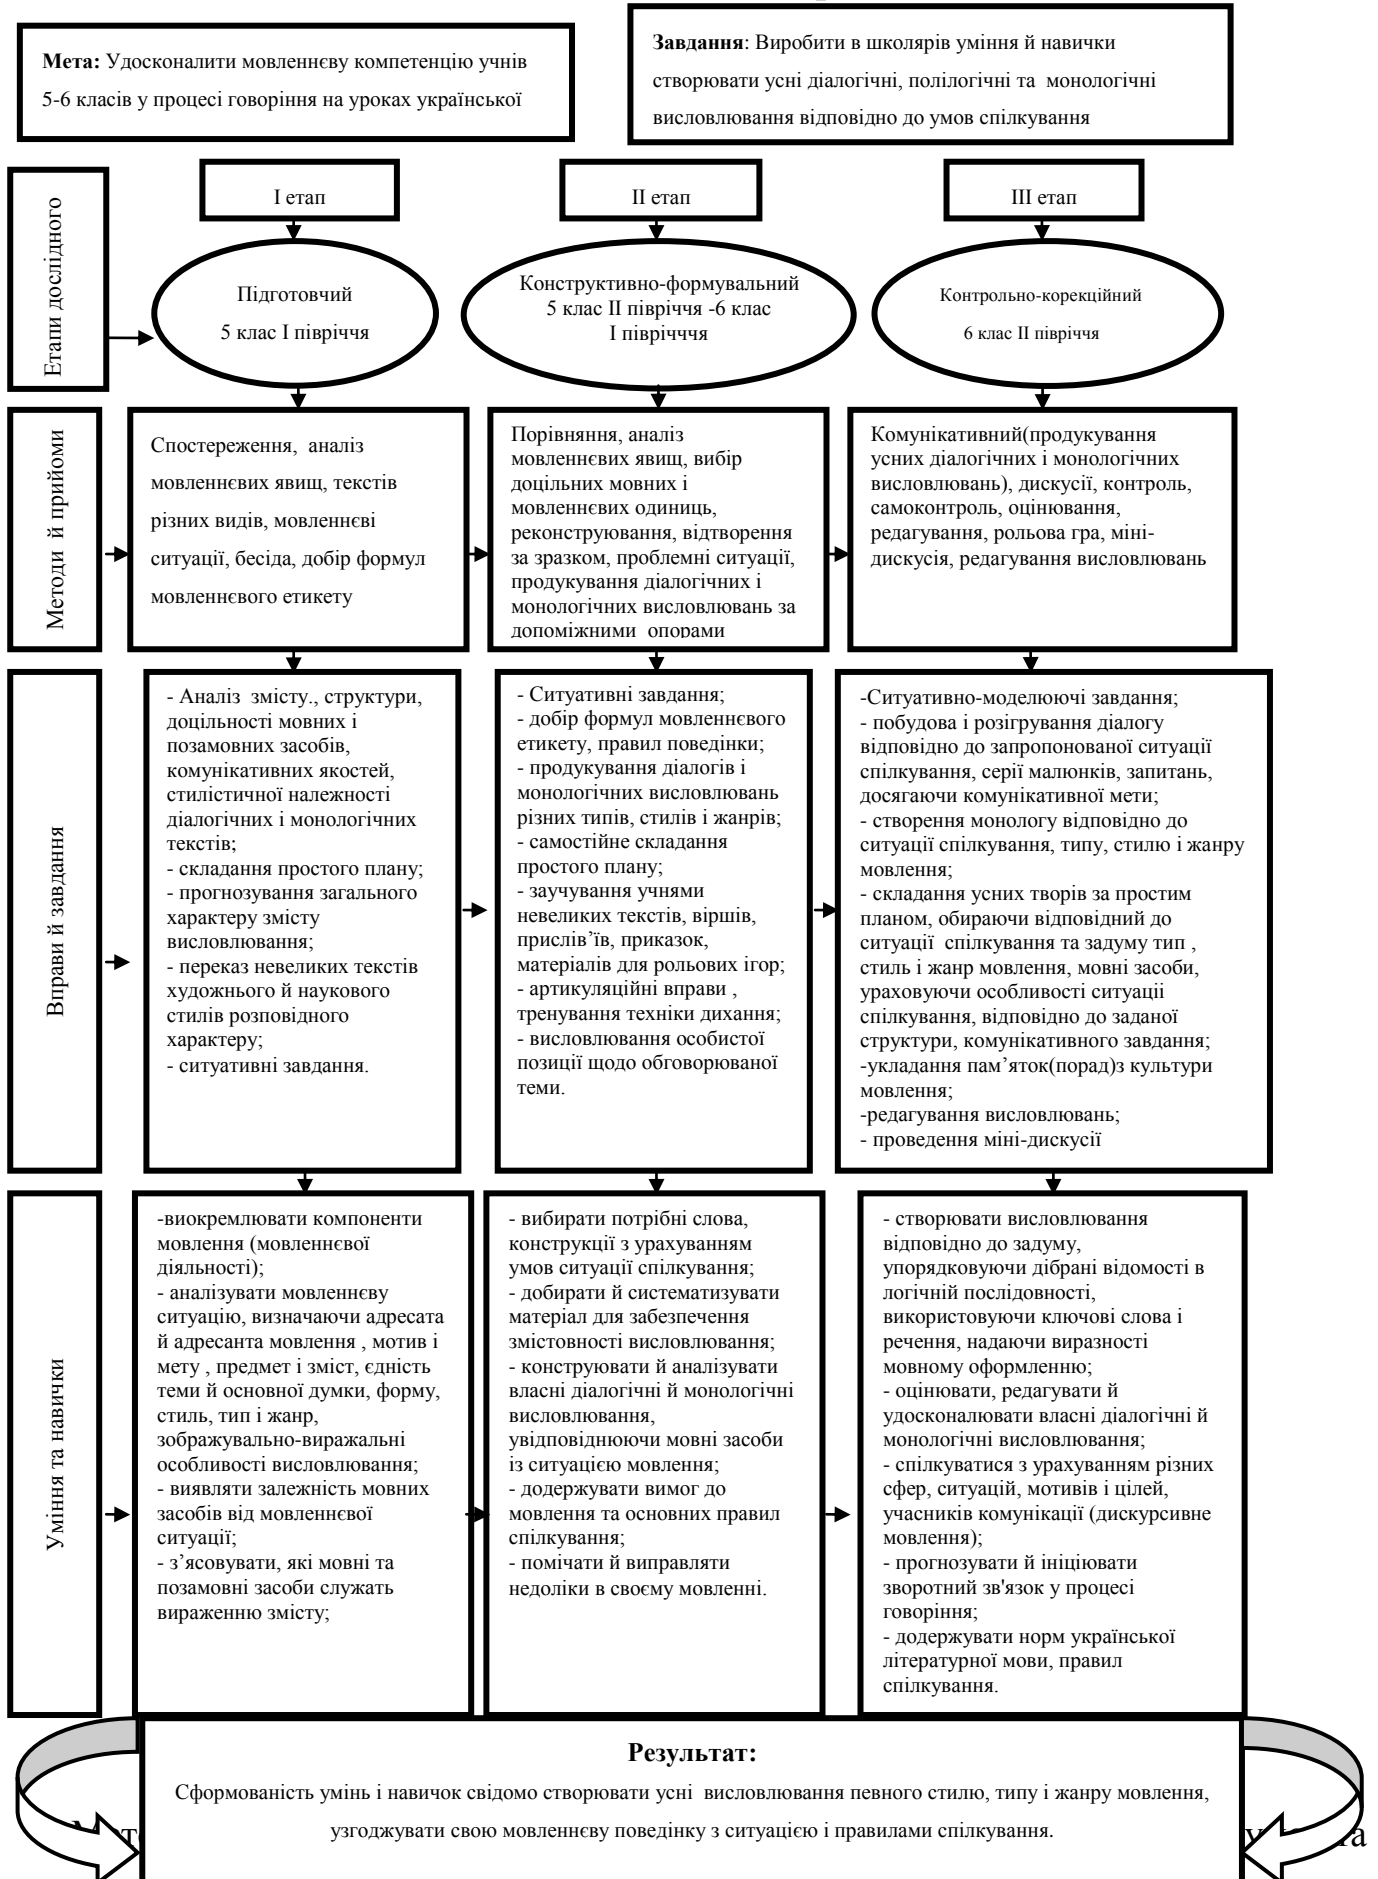 Мета: Удосконалити мовленнєву компетенцію учнів
5-6 класів у процесі говоріння на уроках української
Завдання: Виробити в школярів уміння й навички
створювати усні діалогічні, полілогічні та монологічні
висловлювання відповідно до умов спілкування
Етапи дослідного
І етап
ІІ етап
ІІІ етап
Підготовчий
5 клас І півріччя
Конструктивно-формувальний
5 клас ІІ півріччя -6 клас
І півріччя
Контрольно-корекційний
6 клас ІІ півріччя
Методи й прийоми
Спостереження, аналіз
мовленнєвих явищ, текстів
різних видів, мовленнєві
ситуації, бесіда, добір формул
мовленнєвого етикету
Порівняння, аналіз
мовленнєвих явищ, вибір
доцільних мовних і
мовленнєвих одиниць,
реконструювання, відтворення
за зразком, проблемні ситуації,
продукування діалогічних і
монологічних висловлювань за
допоміжними опорами
Комунікативний(продукування
усних діалогічних і монологічних
висловлювань), дискусії, контроль,
самоконтроль, оцінювання,
редагування, рольова гра, міні-
дискусія, редагування висловлювань
Вправи й завдання
- Аналіз змісту., структури,
доцільності мовних і
позамовних засобів,
комунікативних якостей,
стилістичної належності
діалогічних і монологічних
текстів;
- складання простого плану;
- прогнозування загального
характеру змісту
висловлювання;
- переказ невеликих текстів
художнього й наукового
стилів розповідного
характеру;
- ситуативні завдання.
- Ситуативні завдання;
- добір формул мовленнєвого
етикету, правил поведінки;
- продукування діалогів і
монологічних висловлювань
різних типів, стилів і жанрів;
- самостійне складання
простого плану;
- заучування учнями
невеликих текстів, віршів,
прислів’їв, приказок,
матеріалів для рольових ігор;
- артикуляційні вправи ,
тренування техніки дихання;
- висловлювання особистої
позиції щодо обговорюваної
теми.
-Ситуативно-моделюючі завдання;
- побудова і розігрування діалогу
відповідно до запропонованої ситуації
спілкування, серії малюнків, запитань,
досягаючи комунікативної мети;
- створення монологу відповідно до
ситуації спілкування, типу, стилю і жанру
мовлення;
- складання усних творів за простим
планом, обираючи відповідний до
ситуації спілкування та задуму тип ,
стиль і жанр мовлення, мовні засоби,
ураховуючи особливості ситуації
спілкування, відповідно до заданої
структури, комунікативного завдання;
-укладання пам’яток(порад)з культури
мовлення;
-редагування висловлювань;
- проведення міні-дискусії
Уміння та навички
-виокремлювати компоненти
мовлення (мовленнєвої
діяльності);
- аналізувати мовленнєву
ситуацію, визначаючи адресата
й адресанта мовлення , мотив і
мету , предмет і зміст, єдність
теми й основної думки, форму,
стиль, тип і жанр,
зображувально-виражальні
особливості висловлювання;
- виявляти залежність мовних
засобів від мовленнєвої
ситуації;
- з’ясовувати, які мовні та
позамовні засоби служать
вираженню змісту;
- вибирати потрібні слова,
конструкції з урахуванням
умов ситуації спілкування;
- добирати й систематизувати
матеріал для забезпечення
змістовності висловлювання;
- конструювати й аналізувати
власні діалогічні й монологічні
висловлювання,
увідповіднюючи мовні засоби
із ситуацією мовлення;
- додержувати вимог до
мовлення та основних правил
спілкування;
- помічати й виправляти
недоліки в своєму мовленні.
- створювати висловлювання
відповідно до задуму,
упорядковуючи дібрані відомості в
логічній послідовності,
використовуючи ключові слова і
речення, надаючи виразності
мовному оформленню;
- оцінювати, редагувати й
удосконалювати власні діалогічні й
монологічні висловлювання;
- спілкуватися з урахуванням різних
сфер, ситуацій, мотивів і цілей,
учасників комунікації (дискурсивне
мовлення);
- прогнозувати й ініціювати
зворотний зв'язок у процесі
говоріння;
- додержувати норм української
літературної мови, правил
спілкування.
Результат:
Сформованість умінь і навичок свідомо створювати усні висловлювання певного стилю, типу і жанру мовлення,
узгоджувати свою мовленнєву поведінку з ситуацією і правилами спілкування.